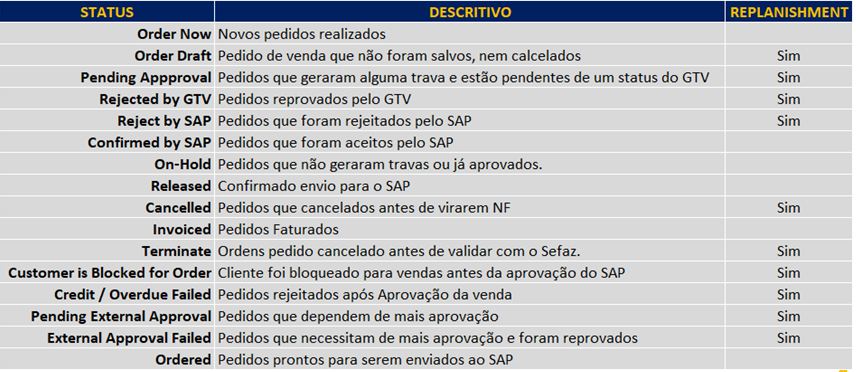 STATUS DESCRITIVO REPLANISHMENT
Order Now Novos pedidos realizados
Order Draft Pedido de venda que não foram salvos, nem calcelados Sim
Pending Appproval Pedidos que geraram alguma trava e estão pendentes de um status do GTV Sim
Rejected by GTV Pedidos reprovados pelo GTV Sim
Reject by SAP Pedidos que foram rejeitados pelo SAP Sim
Confirmed by SAP Pedidos que foram aceitos pelo SAP
On-Hold Pedidos que não geraram travas ou já aprovados.
Released Confirmado envio para o SAP
Cancelled Pedidos que cancelados antes de virarem NF Sim
Invoiced Pedidos Faturados
Terminate Ordens pedido cancelado antes de validar com o Sefaz. Sim
Customer is Blocked for Order Cliente foi bloqueado para vendas antes da aprovação do SAP Sim
Credit / Overdue Failed Pedidos rejeitados após Aprovação da venda Sim
Pending External Approval Pedidos que dependem de mais aprovação Sim
External Approval Failed Pedidos que necessitam de mais aprovação e foram reprovados Sim
Ordered Pedidos prontos para serem enviados ao SAP